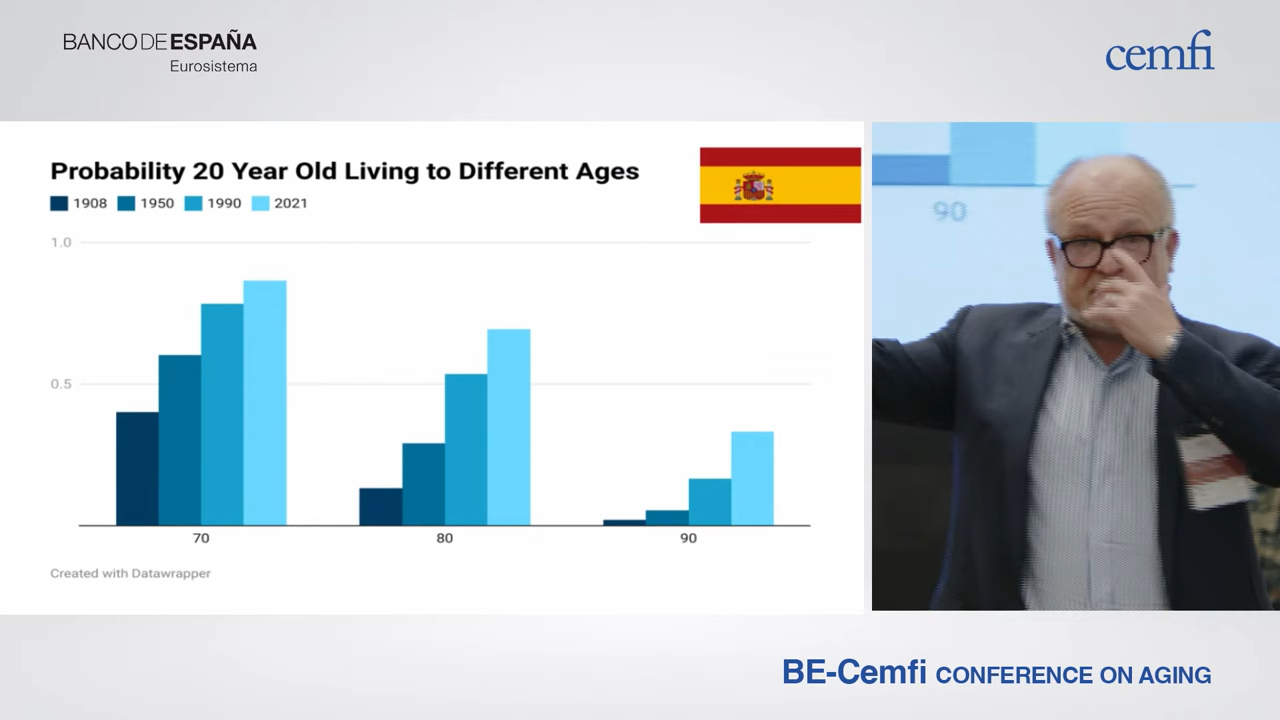 BANCO DE ESPAÑA
Eurosistema
cemfi
Probability 20 Year Old Living to Different Ages
1908 1950 1990 2021
1.0
0.5
70 80 90
Created with Datawrapper
90
BE-Cemfi CONFERENCE ON AGING